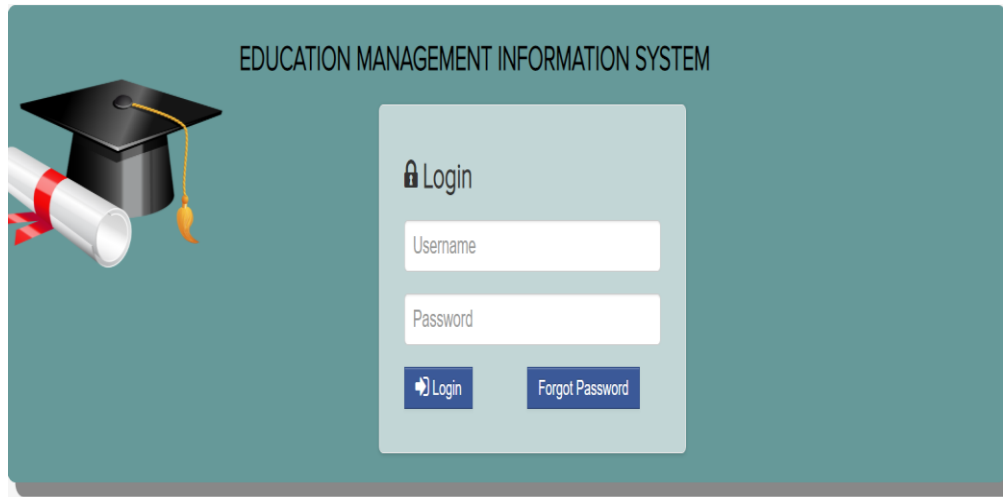 EDUCATION MANAGEMENT INFORMATION SYSTEM
Login
Username
Password
Login Forgot Password